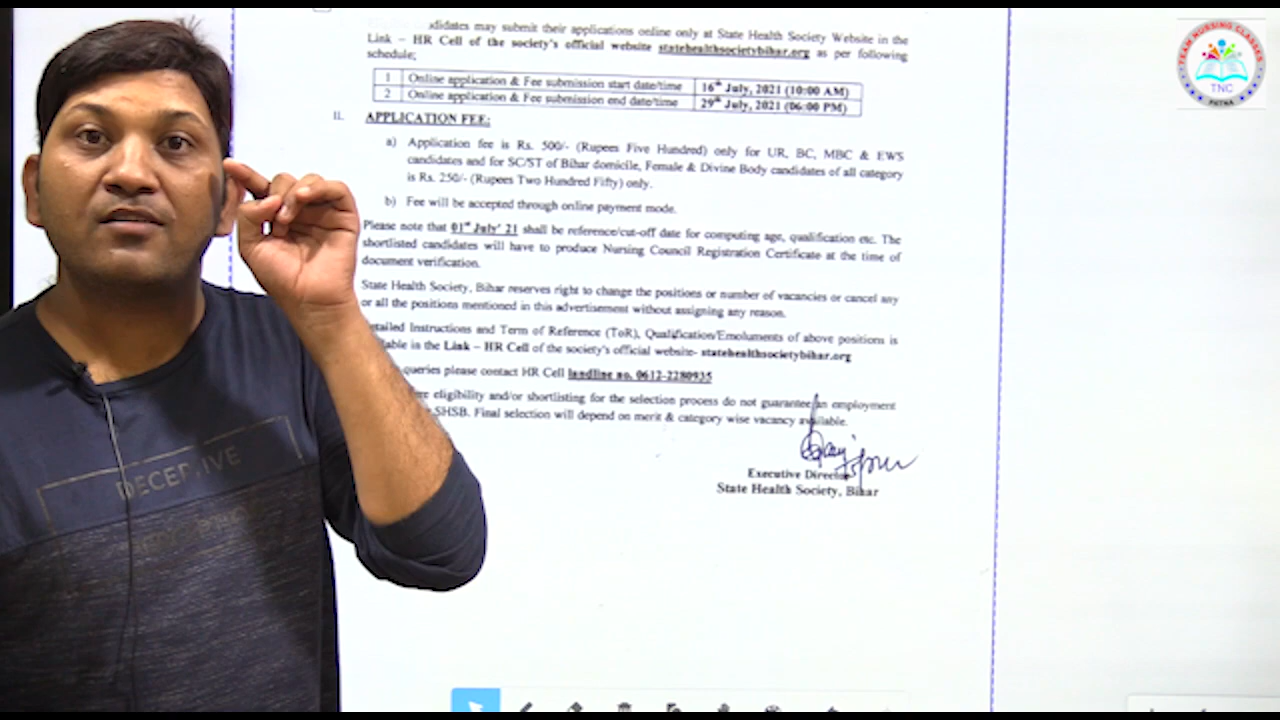 didates may submit their applications online only at State Health Society Website in the
Link – HR Cell of the society's official website statehealthsocietybihar.org as per following
schedule;
1 Online application & Fee submission start date/time 16th July, 2021 (10:00 AM)
2 Online application & Fee submission end date/time 29th July, 2021 (06:00 PM)
II. APPLICATION FEE:
a) Application fee is Rs. 500/- (Rupees Five Hundred) only for UR, BC, MBC & EWS
candidates and for SC/ST of Bihar domicile, Female & Divine Body candidates of all category
is Rs. 250/- (Rupees Two Hundred Fifty) only.
b) Fee will be accepted through online payment mode.
Please note that 01st July' 21 shall be reference/cut-off date for computing age, qualification etc. The
shortlisted candidates will have to produce Nursing Council Registration Certificate at the time of
document verification.
State Health Society, Bihar reserves right to change the positions or number of vacancies or cancel any
or all the positions mentioned in this advertisement without assigning any reason.
etailed Instructions and Term of Reference (ToR), Qualification/Emoluments of above positions is
ilable in the Link – HR Cell of the society's official website- statehealthsocietybihar.org
queries please contact HR Cell landline no. 0612-2280935
eligibility and/or shortlisting for the selection process do not guarantee an employment
SHSB. Final selection will depend on merit & category wise vacancy available.
Executive Director
State Health Society, Bihar
DECEPTIVE
TEAM NURSING CLASSES
TNC
PATNA